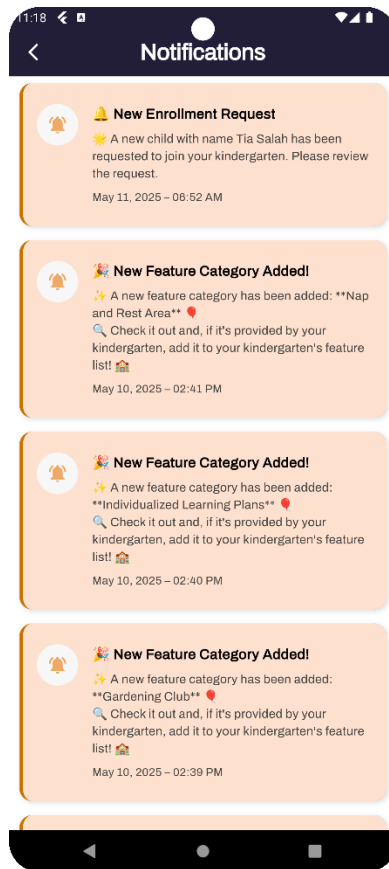 11:18
Notifications
🔔 New Enrollment Request
🌟 A new child with name Tia Salah has been
requested to join your kindergarten. Please review
the request.
May 11, 2025 – 06:52 AM
🎉 New Feature Category Added!
✨ A new feature category has been added: **Nap
and Rest Area** 🎈
🔍 Check it out and, if it's provided by your
kindergarten, add it to your kindergarten's feature
list! 🏫
May 10, 2025 – 02:41 PM
🎉 New Feature Category Added!
✨ A new feature category has been added:
**Individualized Learning Plans** 🎈
🔍 Check it out and, if it's provided by your
kindergarten, add it to your kindergarten's feature
list! 🏫
May 10, 2025 – 02:40 PM
🎉 New Feature Category Added!
✨ A new feature category has been added:
**Gardening Club** 🎈
🔍 Check it out and, if it's provided by your
kindergarten, add it to your kindergarten's feature
list! 🏫
May 10, 2025 – 02:39 PM